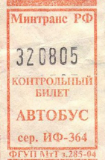 Минтранс РФ
320805
КОНТРОЛЬНЫЙ
БИЛЕТ
АВТОБУС
сер. ИФ-364
ФГУП МтТ з.285-04